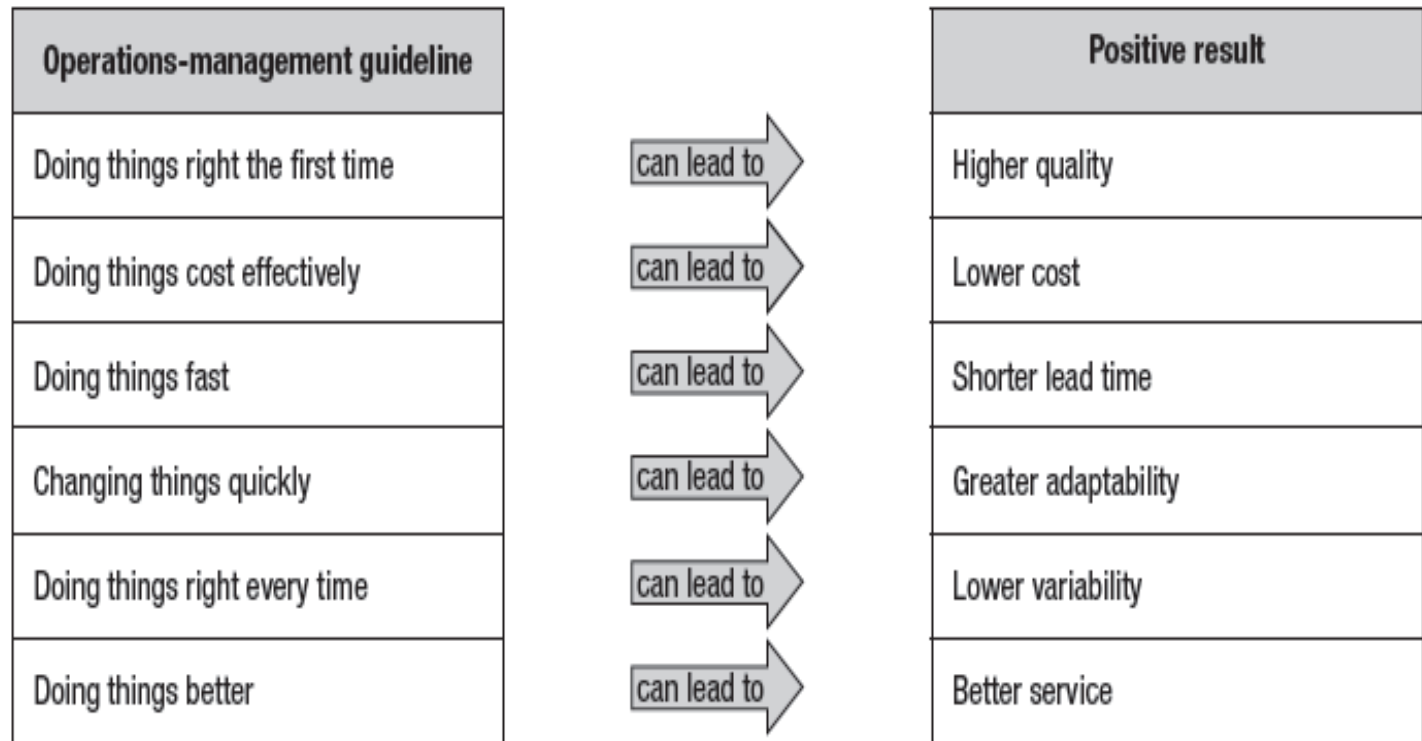 Operations-management guideline Positive result
Doing things right the first time can lead to Higher quality
Doing things cost effectively can lead to Lower cost
Doing things fast can lead to Shorter lead time
Changing things quickly can lead to Greater adaptability
Doing things right every time can lead to Lower variability
Doing things better can lead to Better service